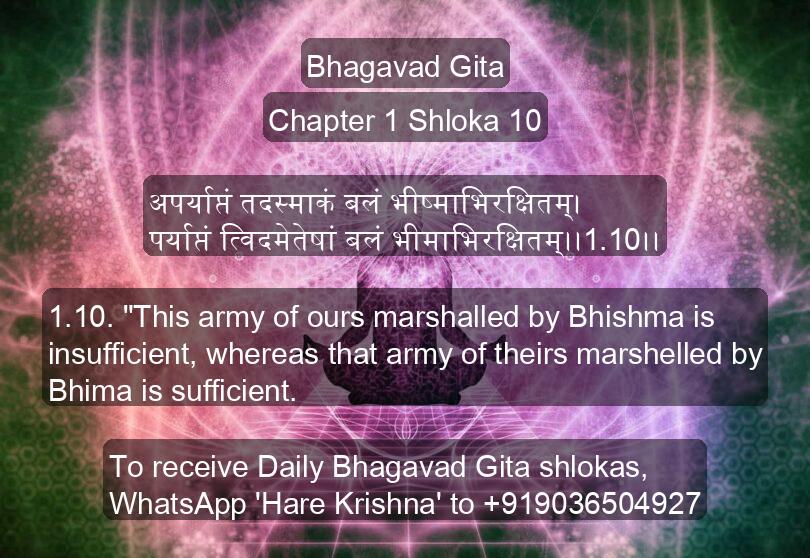 Bhagavad Gita
Chapter 1 Shloka 10
अपर्याप्तं तदस्माकं बलं भीष्माभिरक्षितम्।
पर्याप्तं त्विदमेतेषां बलं भीमाभिरक्षितम्।।1.10।।
1.10. "This army of ours marshalled by Bhishma is
insufficient, whereas that army of theirs marshelled by
Bhima is sufficient.
To receive Daily Bhagavad Gita shlokas,
WhatsApp 'Hare Krishna' to +919036504927